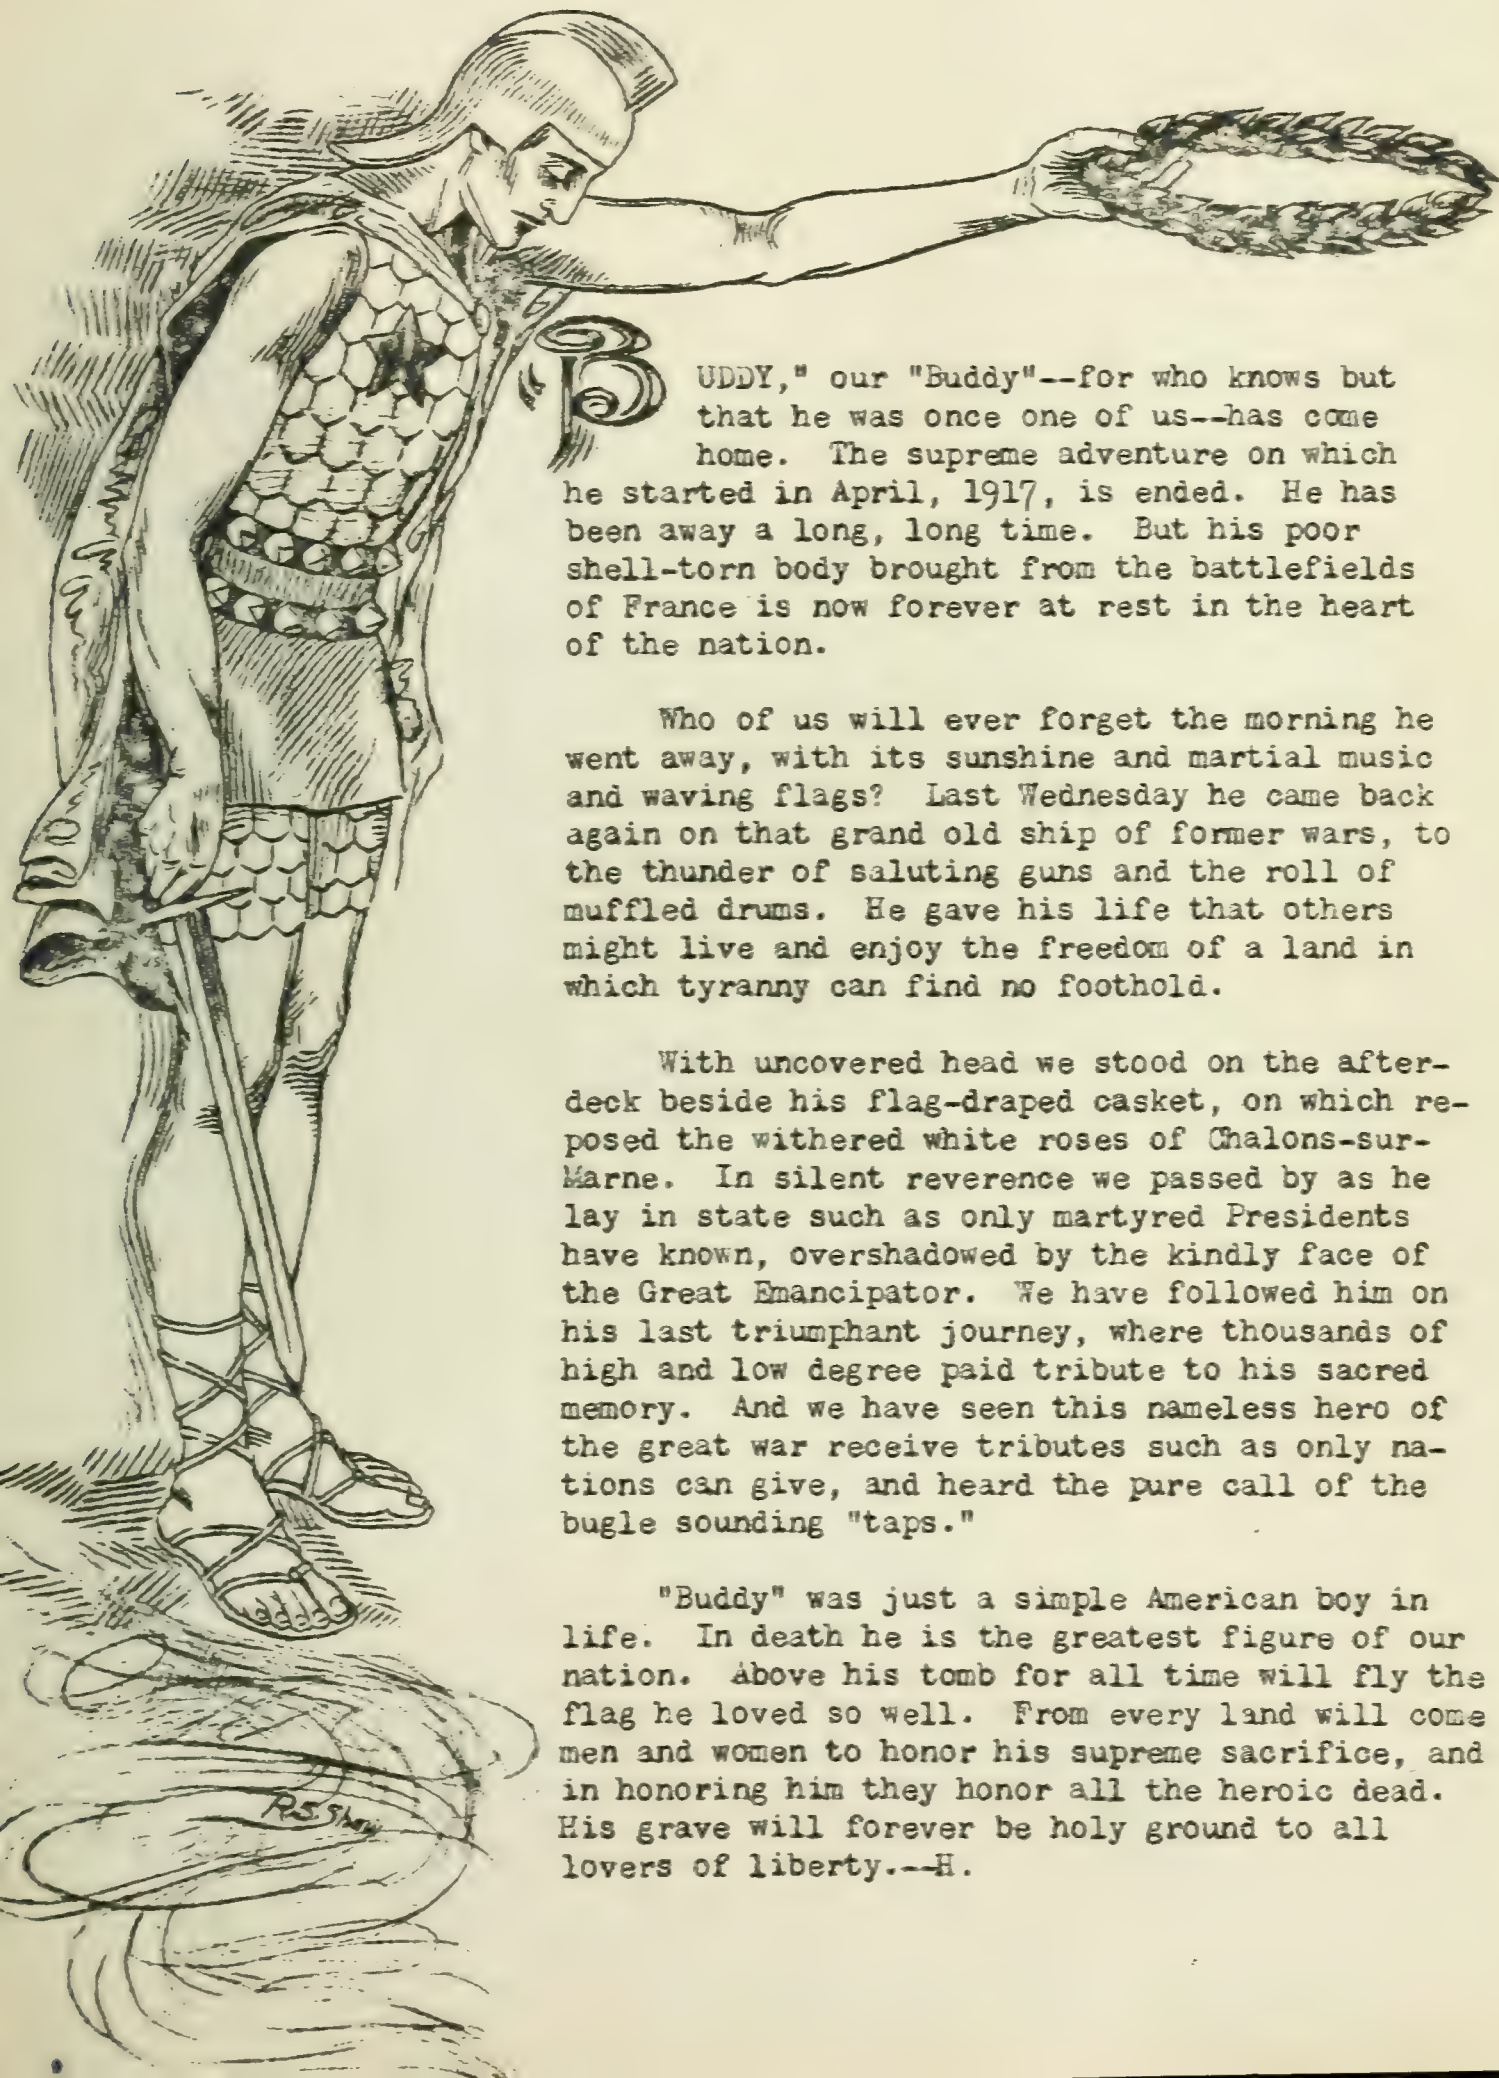 "BUDDY," our "Buddy"--for who knows but
that he was once one of us--has come
home. The supreme adventure on which
he started in April, 1917, is ended. He has
been away a long, long time. But his poor
shell-torn body brought from the battlefields
of France is now forever at rest in the heart
of the nation.
Who of us will ever forget the morning he
went away, with its sunshine and martial music
and waving flags? Last Wednesday he came back
again on that grand old ship of former wars, to
the thunder of saluting guns and the roll of
muffled drums. He gave his life that others
might live and enjoy the freedom of a land in
which tyranny can find no foothold.
With uncovered head we stood on the after-
deck beside his flag-draped casket, on which re-
posed the withered white roses of Chalons-sur-
Marne. In silent reverence we passed by as he
lay in state such as only martyred Presidents
have known, overshadowed by the kindly face of
the Great Emancipator. We have followed him on
his last triumphant journey, where thousands of
high and low degree paid tribute to his sacred
memory. And we have seen this nameless hero of
the great war receive tributes such as only na-
tions can give, and heard the pure call of the
bugle sounding "taps."
"Buddy" was just a simple American boy in
life. In death he is the greatest figure of our
nation. Above his tomb for all time will fly the
flag he loved so well. From every land will come
men and women to honor his supreme sacrifice, and
in honoring him they honor all the heroic dead.
His grave will forever be holy ground to all
lovers of liberty.--H.
R.S.